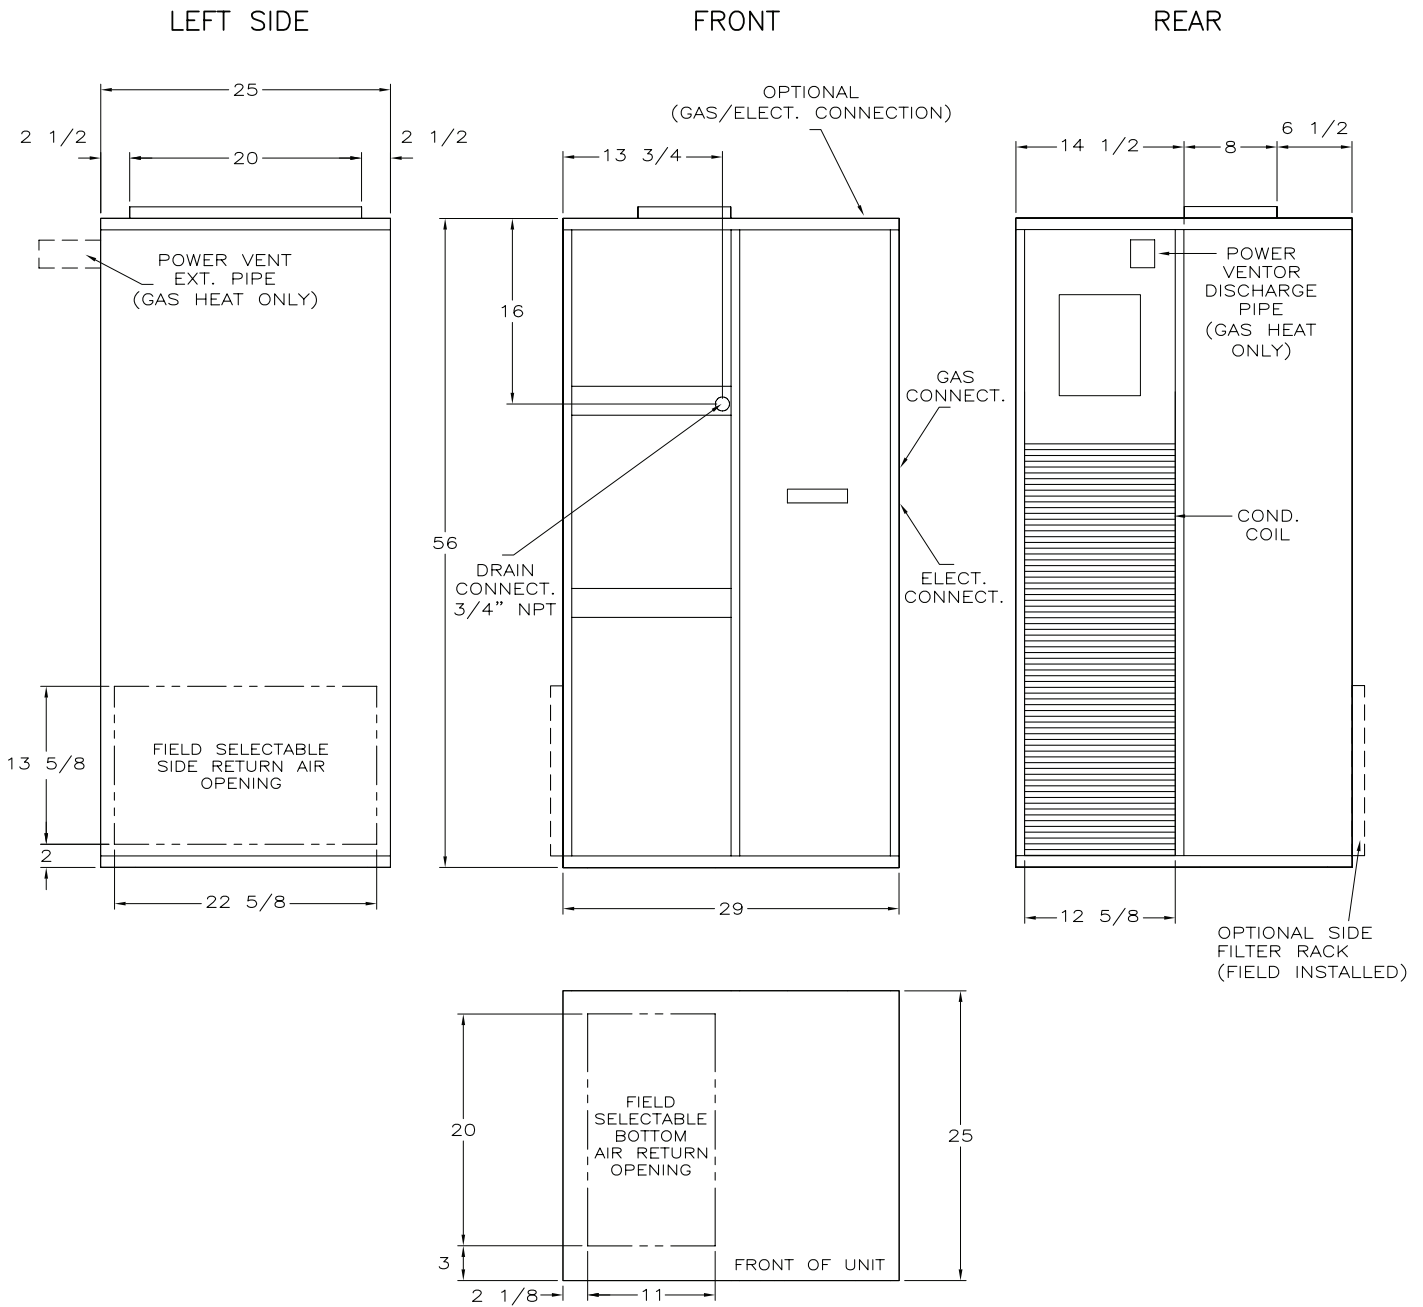 LEFT SIDE
FRONT
REAR
25
2 1/2
20
2 1/2
POWER VENT
EXT. PIPE
(GAS HEAT ONLY)
FIELD SELECTABLE
SIDE RETURN AIR
OPENING
13 5/8
2
22 5/8
OPTIONAL
(GAS/ELECT. CONNECTION)
13 3/4
16
56
DRAIN
CONNECT.
3/4” NPT
GAS
CONNECT.
ELECT.
CONNECT.
29
14 1/2
8
6 1/2
POWER
VENTOR
DISCHARGE
PIPE
(GAS HEAT
ONLY)
COND.
COIL
12 5/8
OPTIONAL SIDE
FILTER RACK
(FIELD INSTALLED)
20
3
FIELD
SELECTABLE
BOTTOM
AIR RETURN
OPENING
25
FRONT OF UNIT
2 1/8
11